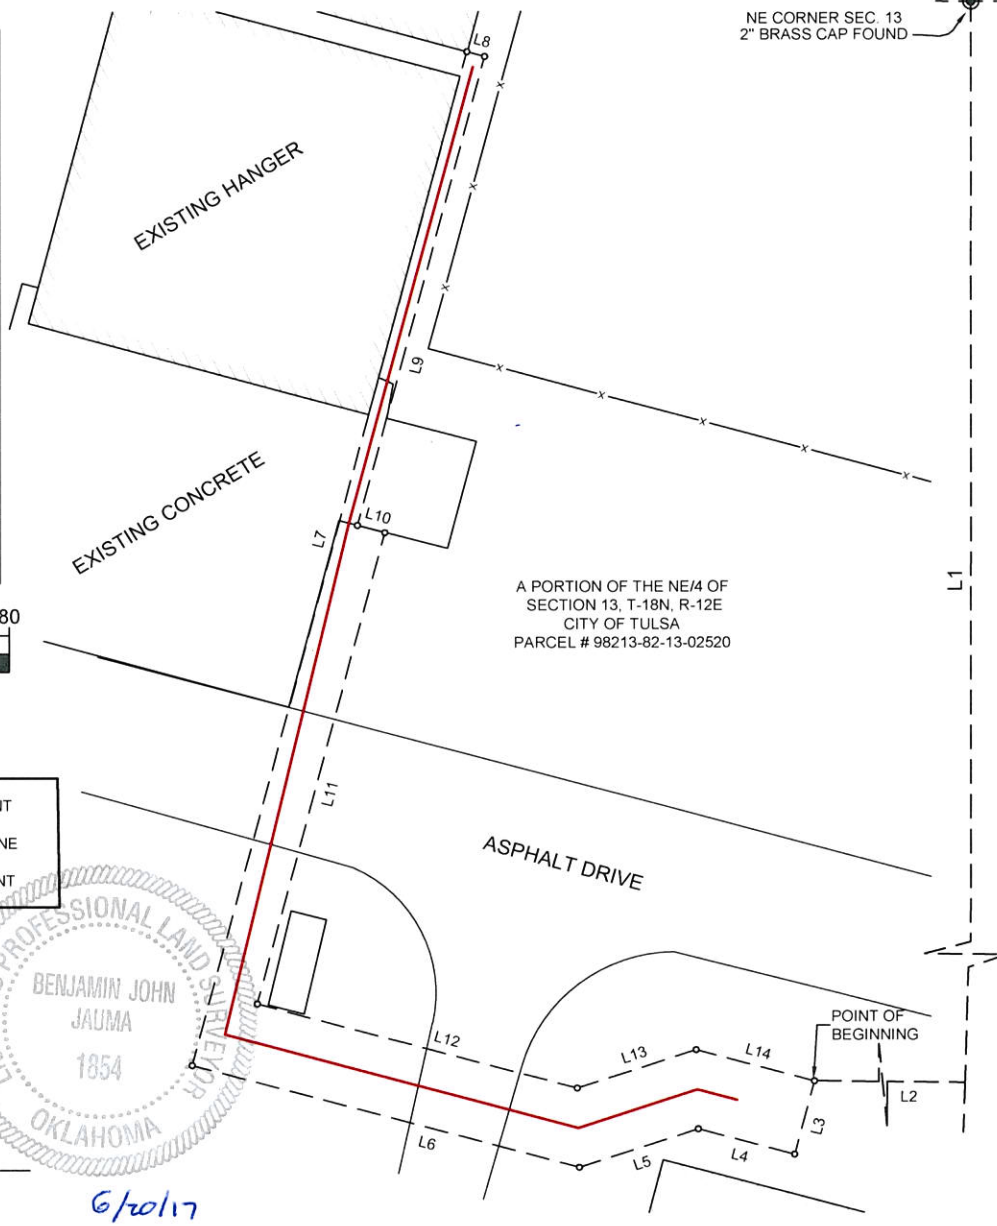 NE CORNER SEC. 13
2" BRASS CAP FOUND
L8
EXISTING HANGER
L9
EXISTING CONCRETE
L7
L10
A PORTION OF THE NE/4 OF
SECTION 13, T-18N, R-12E
CITY OF TULSA
PARCEL # 98213-82-13-02520
L1
80
L11
ASPHALT DRIVE
PROFESSIONAL LAND SURVEYOR
BENJAMIN JOHN
JAUMA
1854
OKLAHOMA
POINT OF
BEGINNING
L12
L13
L14
L2
L3
L4
L5
L6
6/20/17